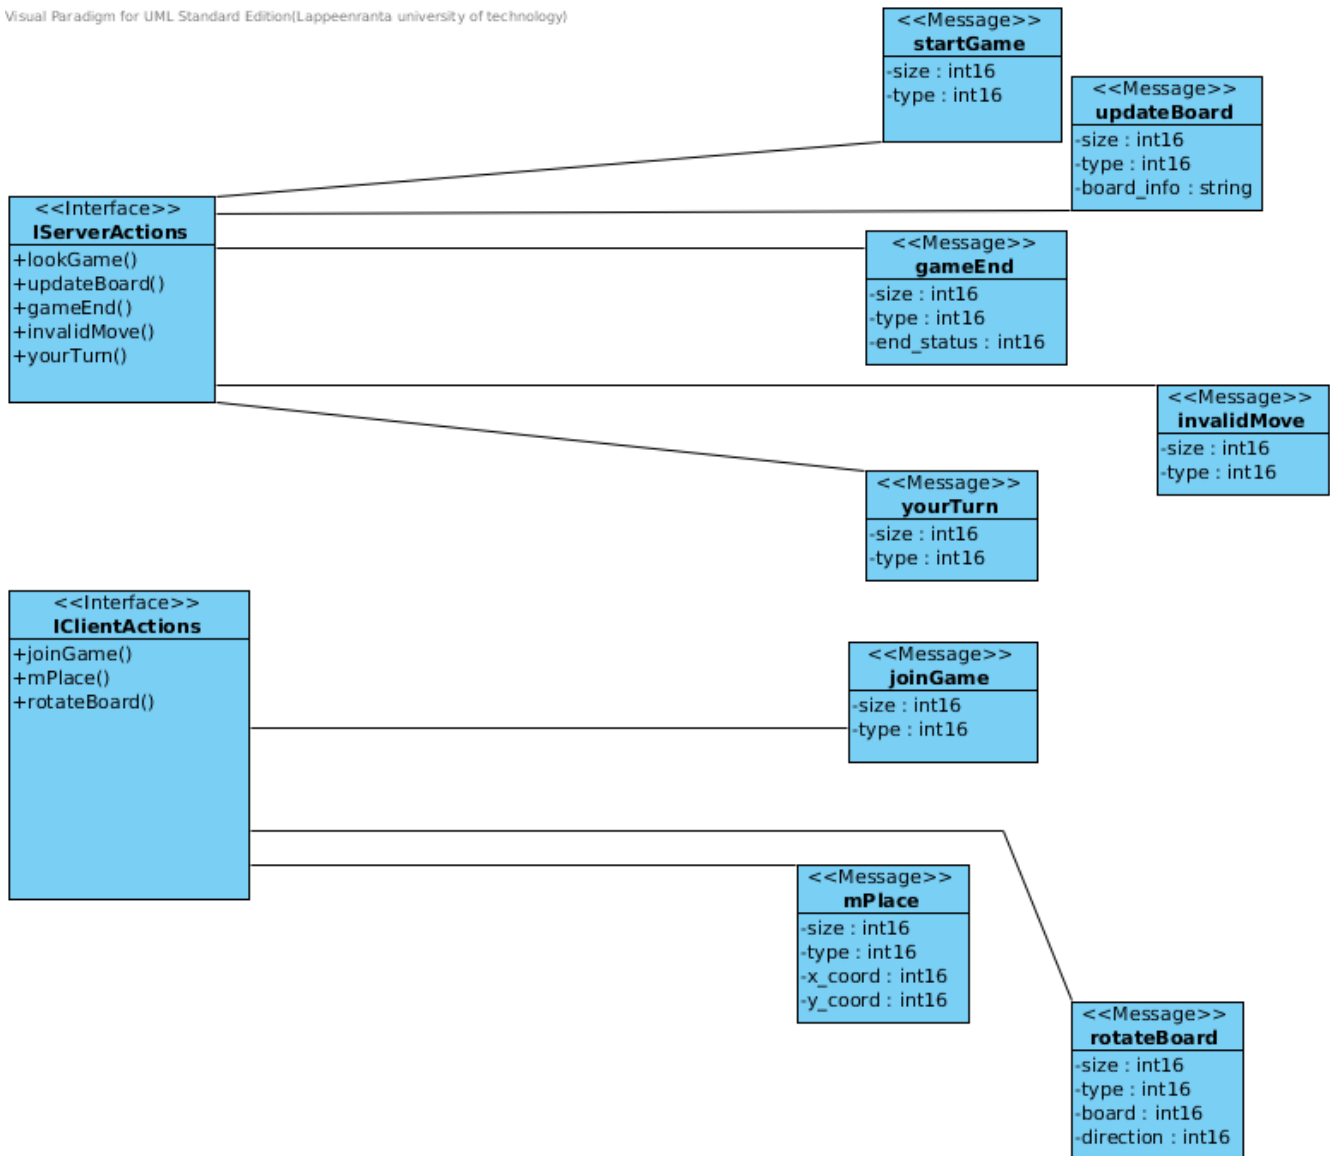 Visual Paradigm for UML Standard Edition(Lappeenranta university of technology)
<<Message>>
startGame
-size : int16
-type : int16
<<Message>>
updateBoard
-size : int16
-type : int16
-board_info : string
<<Interface>>
IServerActions
+lookGame()
+updateBoard()
+gameEnd()
+invalidMove()
+yourTurn()
<<Message>>
gameEnd
-size : int16
-type : int16
-end_status : int16
<<Message>>
invalidMove
-size : int16
-type : int16
<<Message>>
yourTurn
-size : int16
-type : int16
<<Interface>>
IClientActions
+joinGame()
+mPlace()
+rotateBoard()
<<Message>>
joinGame
-size : int16
-type : int16
<<Message>>
mPlace
-size : int16
-type : int16
-x_coord : int16
-y_coord : int16
<<Message>>
rotateBoard
-size : int16
-type : int16
-board : int16
-direction : int16